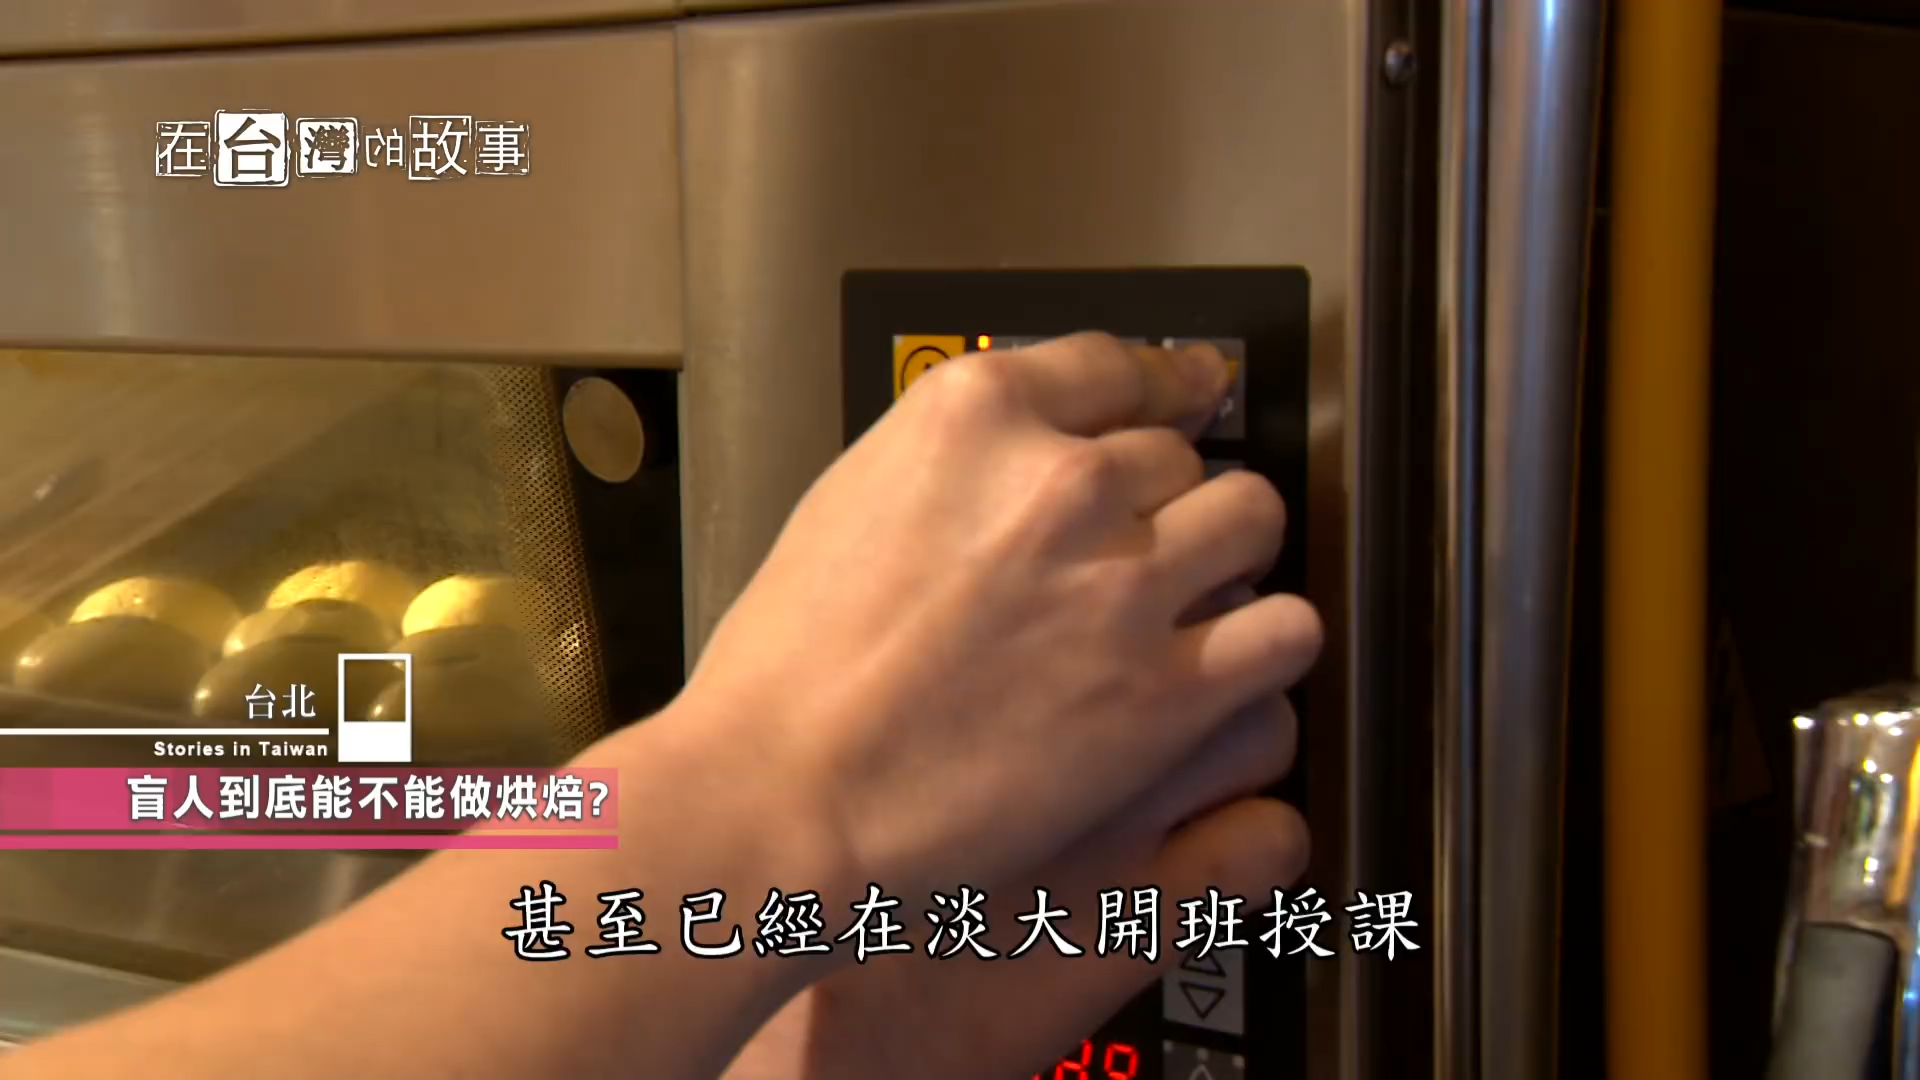 在台灣的故事
台北
Stories in Taiwan
盲人到底能不能做烘焙?
甚至已經在淡大開班授課